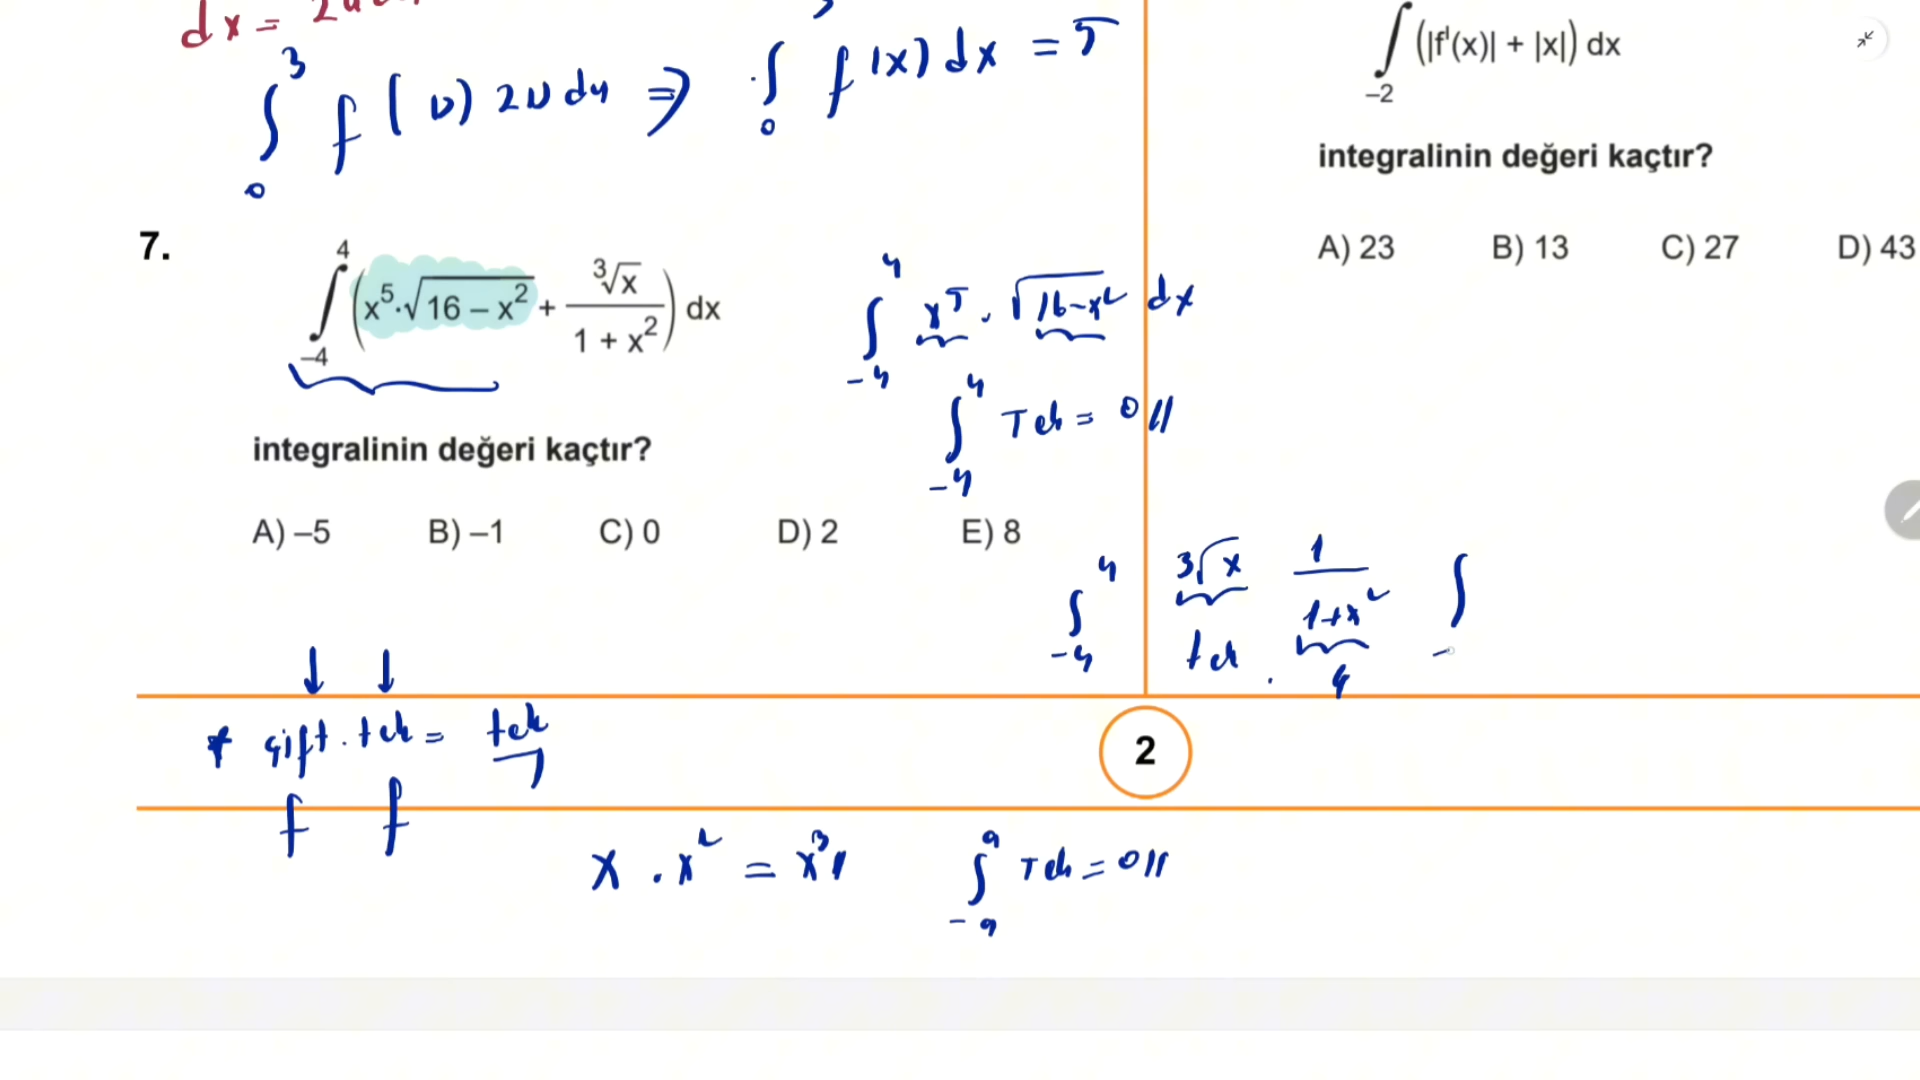 dx = 2u
∫₀³ f(u) 2u du ⇒ ∫₀ f(x) dx = 5
7.
∫₋₄⁴ (x⁵·√(16 – x²) + ∛x / (1 + x²)) dx
integralinin değeri kaçtır?
A) –5 B) –1 C) 0 D) 2 E) 8
∫₋₄⁴ x⁵ · √(16-x²) dx
∫₋₄⁴ Tek = 0 //
∫₋₄⁴ ∛x 1/(1+x²) ∫
tek . ç
↓ ↓
* çift . tek = tek
f f
x . x² = x³ //
∫₋ₐᵃ Tek = 0 //
∫₋₂ (|f'(x)| + |x|) dx
integralinin değeri kaçtır?
A) 23 B) 13 C) 27 D) 43
2